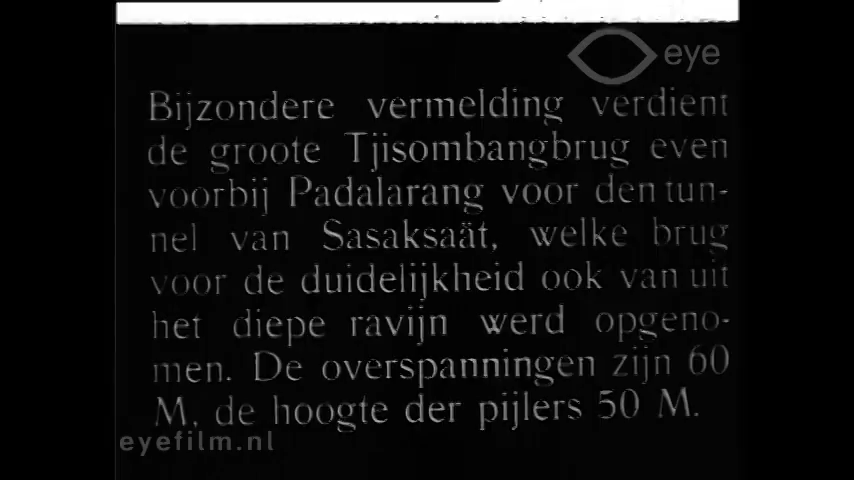 eye
Bijzondere vermelding verdient
de groote Tjisombangbrug even
voorbij Padalarang voor den tun-
nel van Sasaksaät, welke brug
voor de duidelijkheid ook van uit
het diepe ravijn werd opgeno-
men. De overspanningen zijn 60
M. de hoogte der pijlers 50 M.
eyefilm.nl